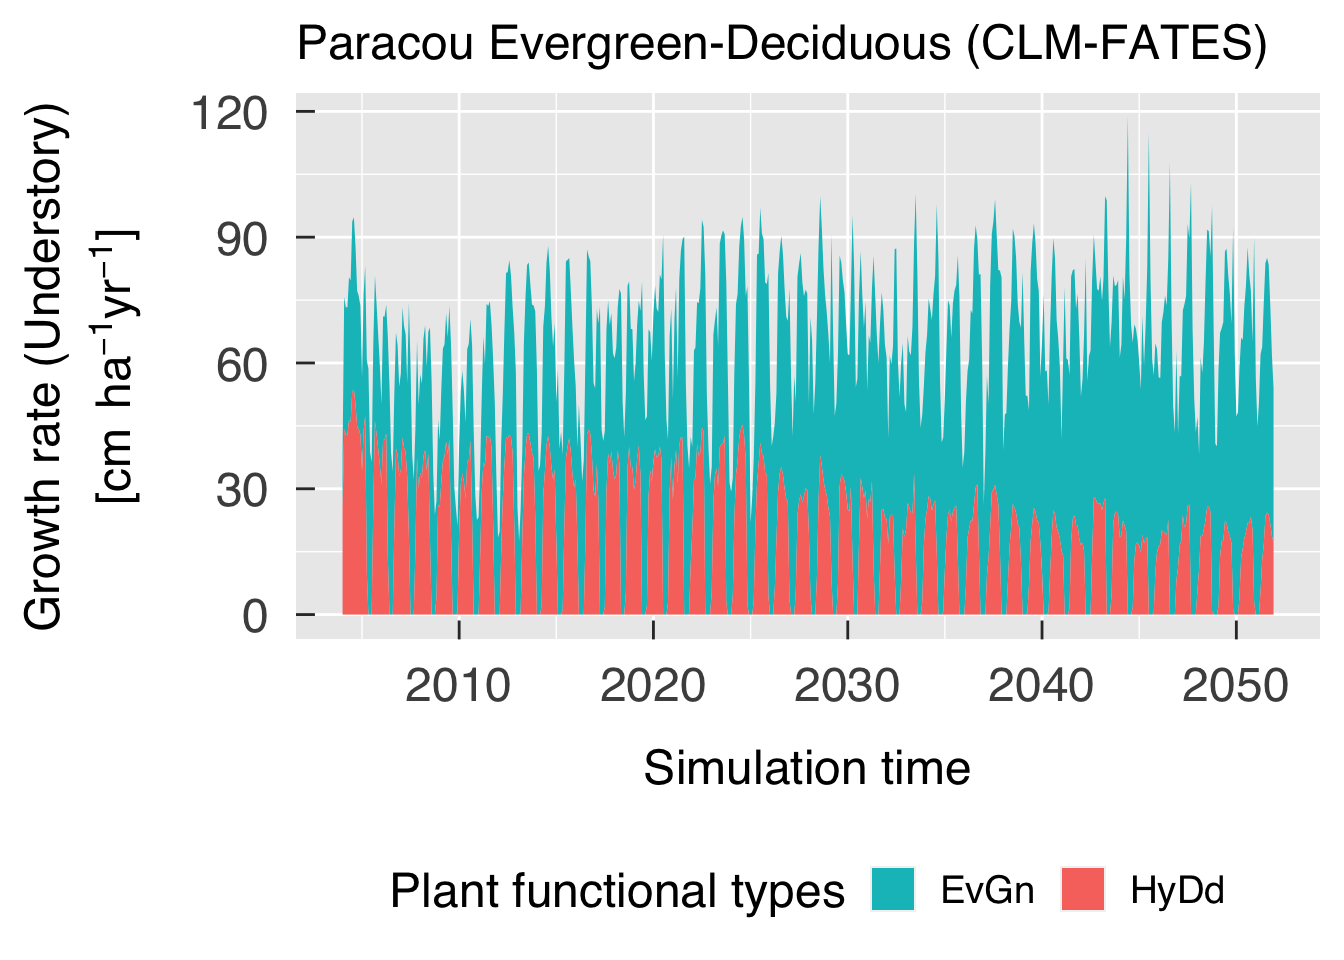 Paracou Evergreen-Deciduous (CLM-FATES)
Growth rate (Understory)
[cm ha⁻¹yr⁻¹]
120
90
60
30
0
2010 2020 2030 2040 2050
Simulation time
Plant functional types EvGn HyDd